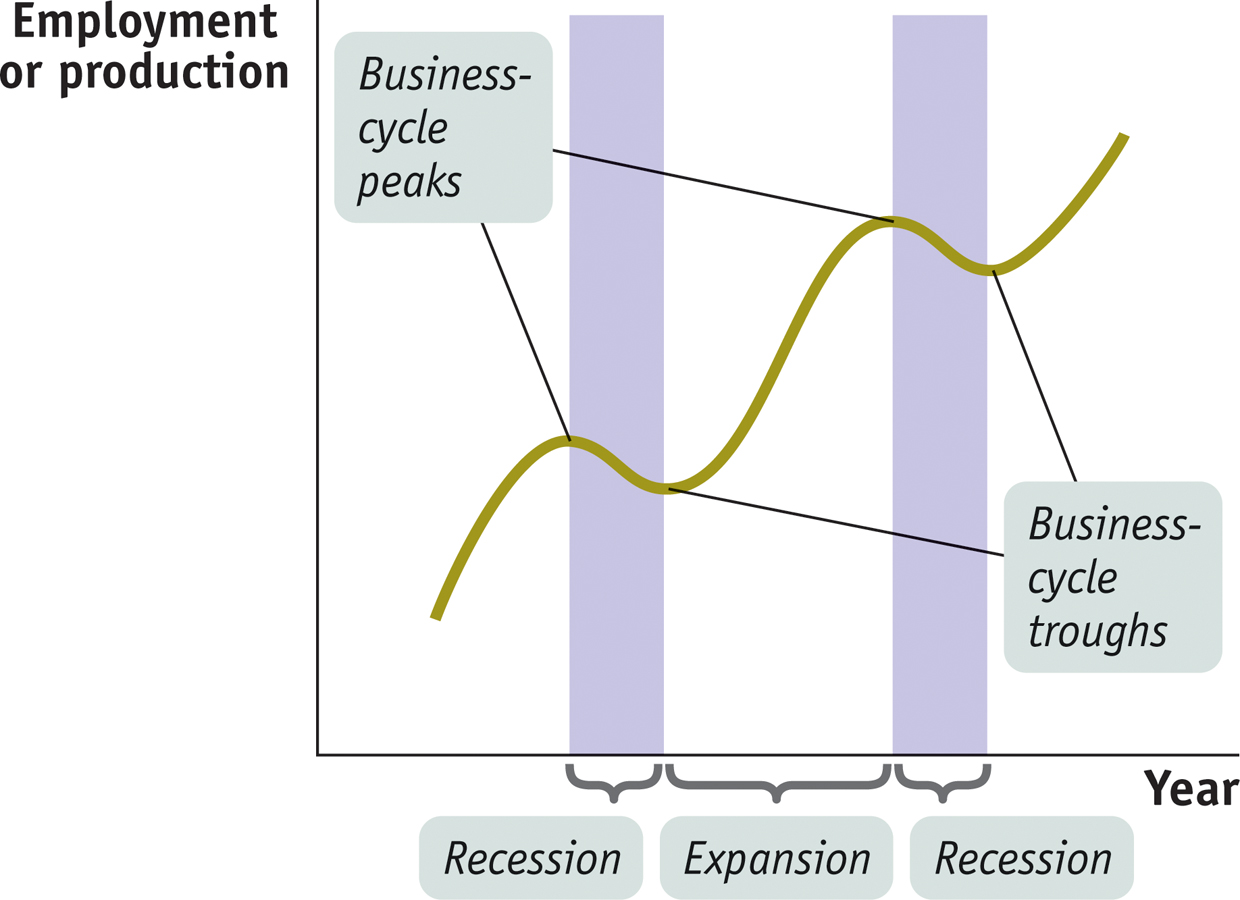 Employment
or production
Business-
cycle
peaks
Business-
cycle
troughs
Year
Recession
Expansion
Recession